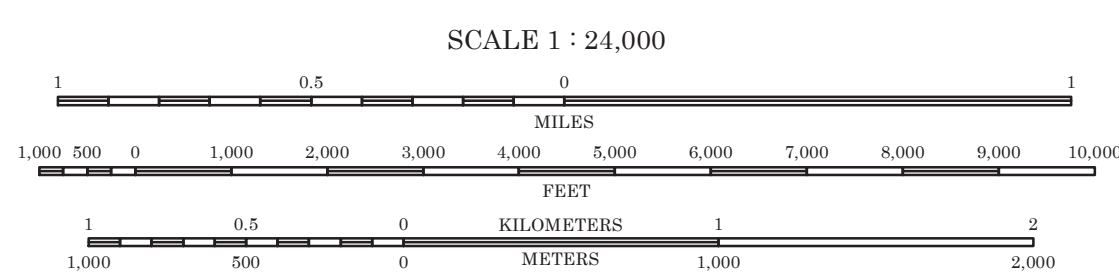 SCALE 1 : 24,000
1 0.5 0 1
MILES
1,000 500 0 1,000 2,000 3,000 4,000 5,000 6,000 7,000 8,000 9,000 10,000
FEET
1 0.5 0 KILOMETERS 1 2
1,000 500 0 METERS 1,000 2,000